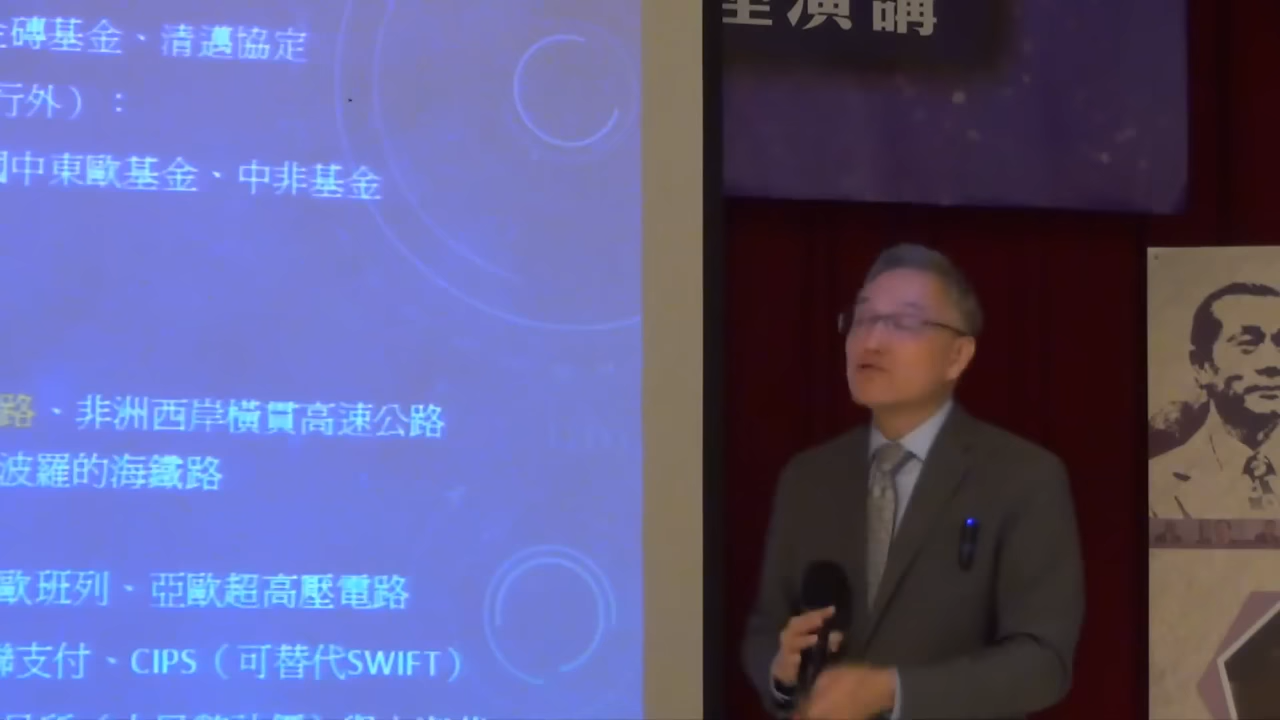 磚基金、清邁協定
行外）：
中東歐基金、中非基金
路、非洲西岸橫貫高速公路
波羅的海鐵路
歐班列、亞歐超高壓電路
聯支付、CIPS（可替代SWIFT）
演講